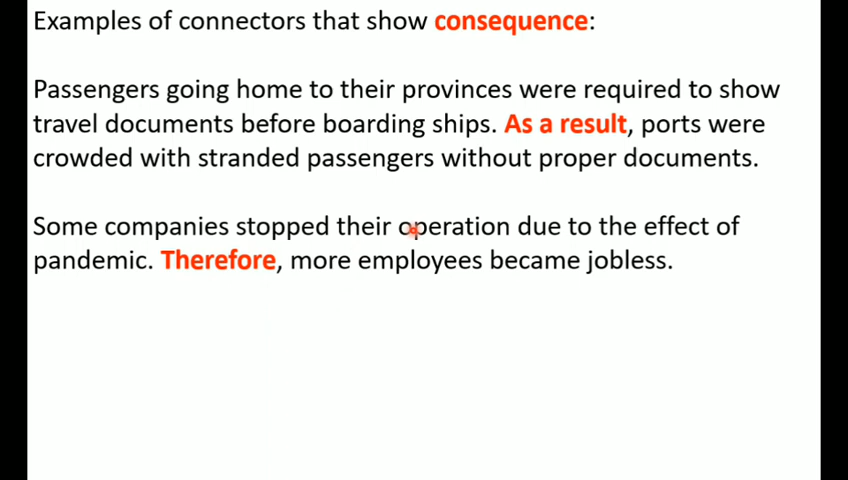 Examples of connectors that show consequence:
Passengers going home to their provinces were required to show
travel documents before boarding ships. As a result, ports were
crowded with stranded passengers without proper documents.
Some companies stopped their operation due to the effect of
pandemic. Therefore, more employees became jobless.